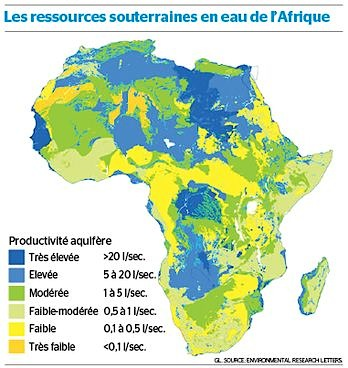 Les ressources souterraines en eau de l'Afrique
Productivité aquifère
Très élevée >20 l/sec.
Elevée 5 à 20 l/sec.
Modérée 1 à 5 l/sec.
Faible-modérée 0,5 à 1 l/sec.
Faible 0,1 à 0,5 l/sec.
Très faible <0,1 l/sec.
GL. SOURCE: ENVIRONMENTAL RESEARCH LETTERS.